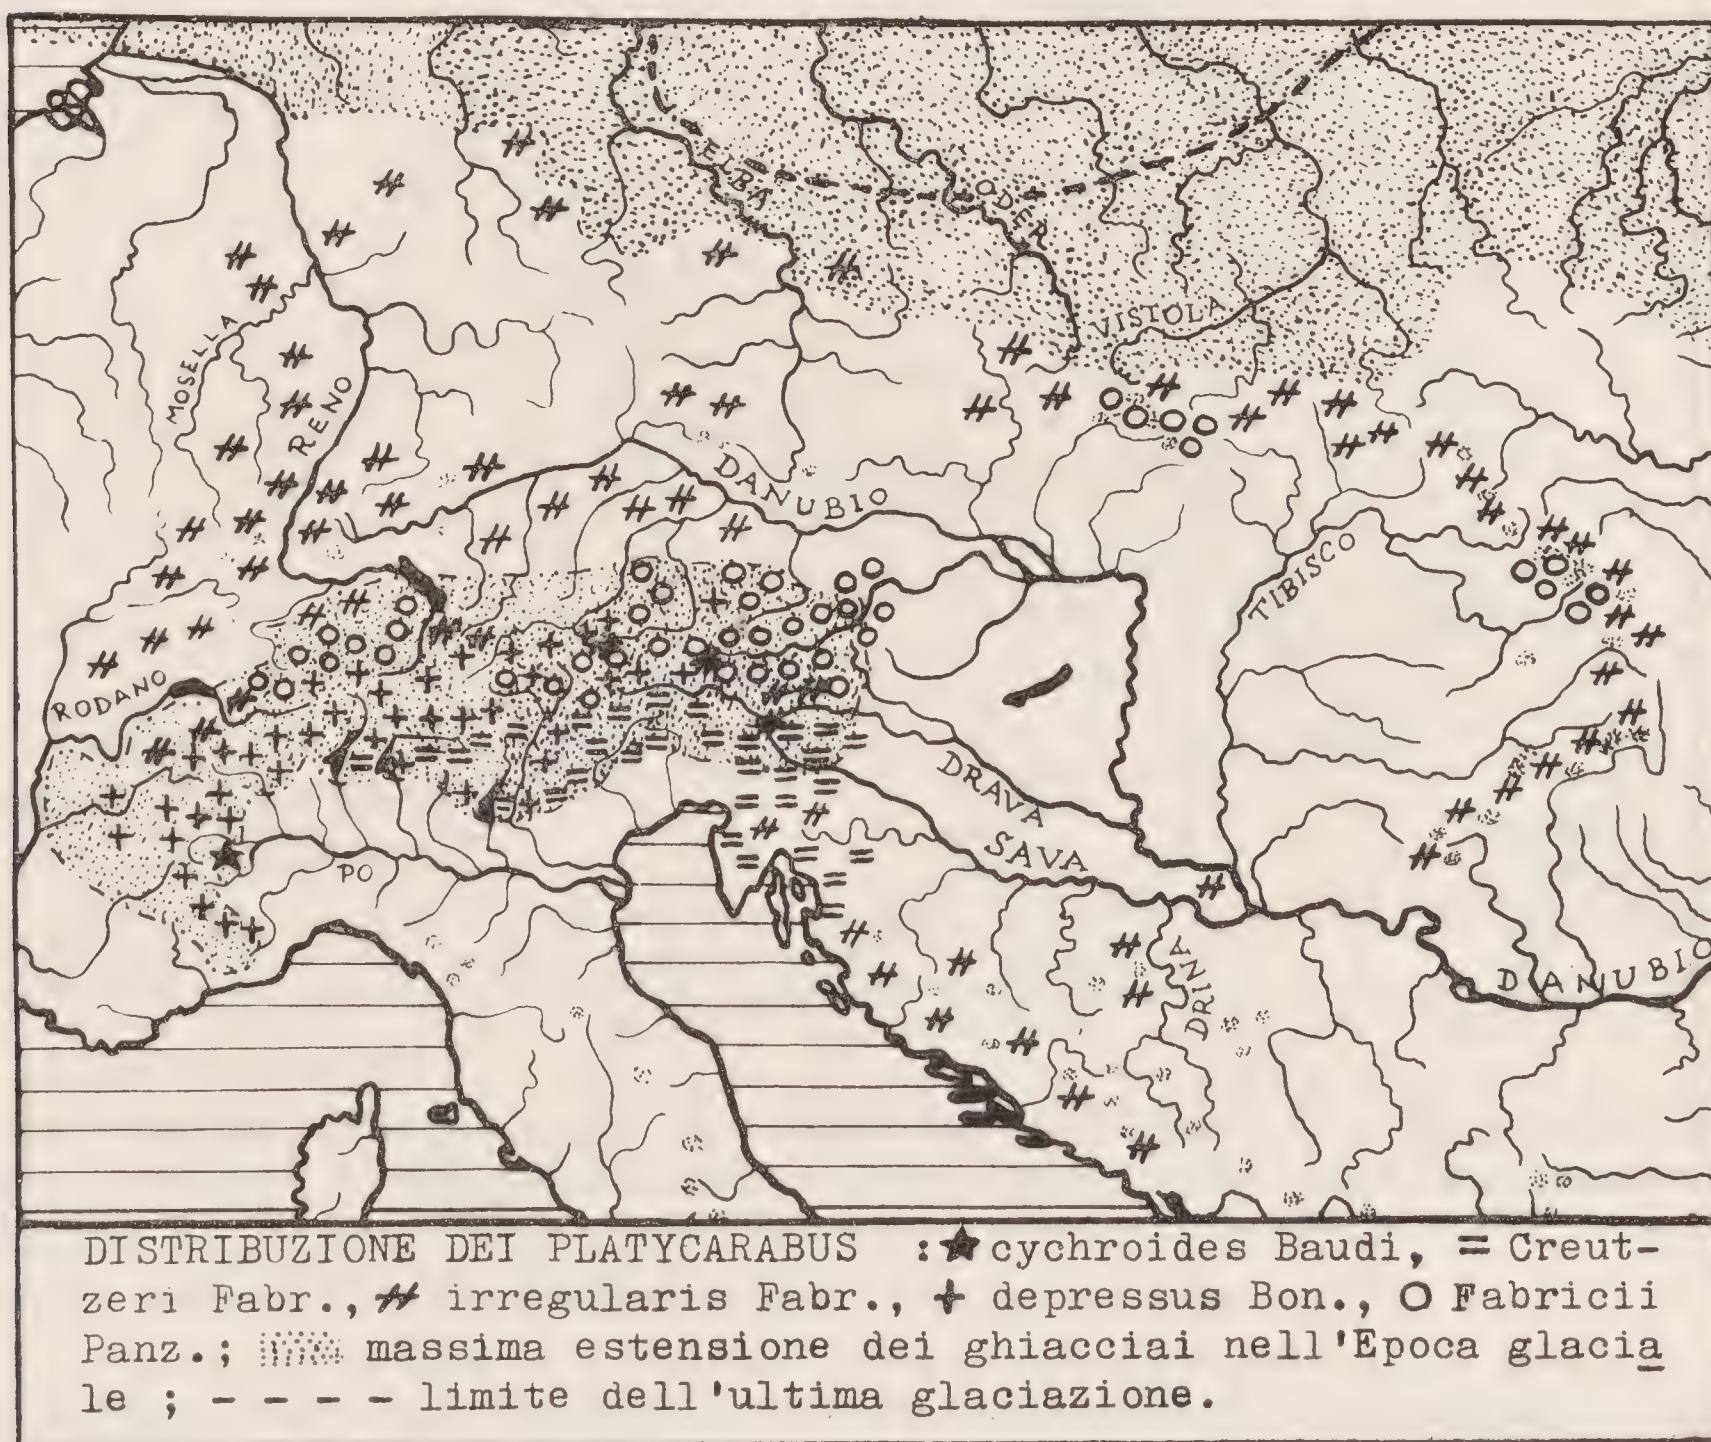 ELBA
ODER
VISTOLA
MOSELLA
RENO
DANUBIO
TIBISCO
RODANO
DRAVA
SAVA
PO
DRINA
DANUBIO
DISTRIBUZIONE DEI PLATYCARABUS : ★ cychroides Baudi, = Creut-
zeri Fabr., # irregularis Fabr., + depressus Bon., O Fabricii
Panz.; massima estensione dei ghiacciai nell'Epoca glacia
le ; - - - - limite dell'ultima glaciazione.